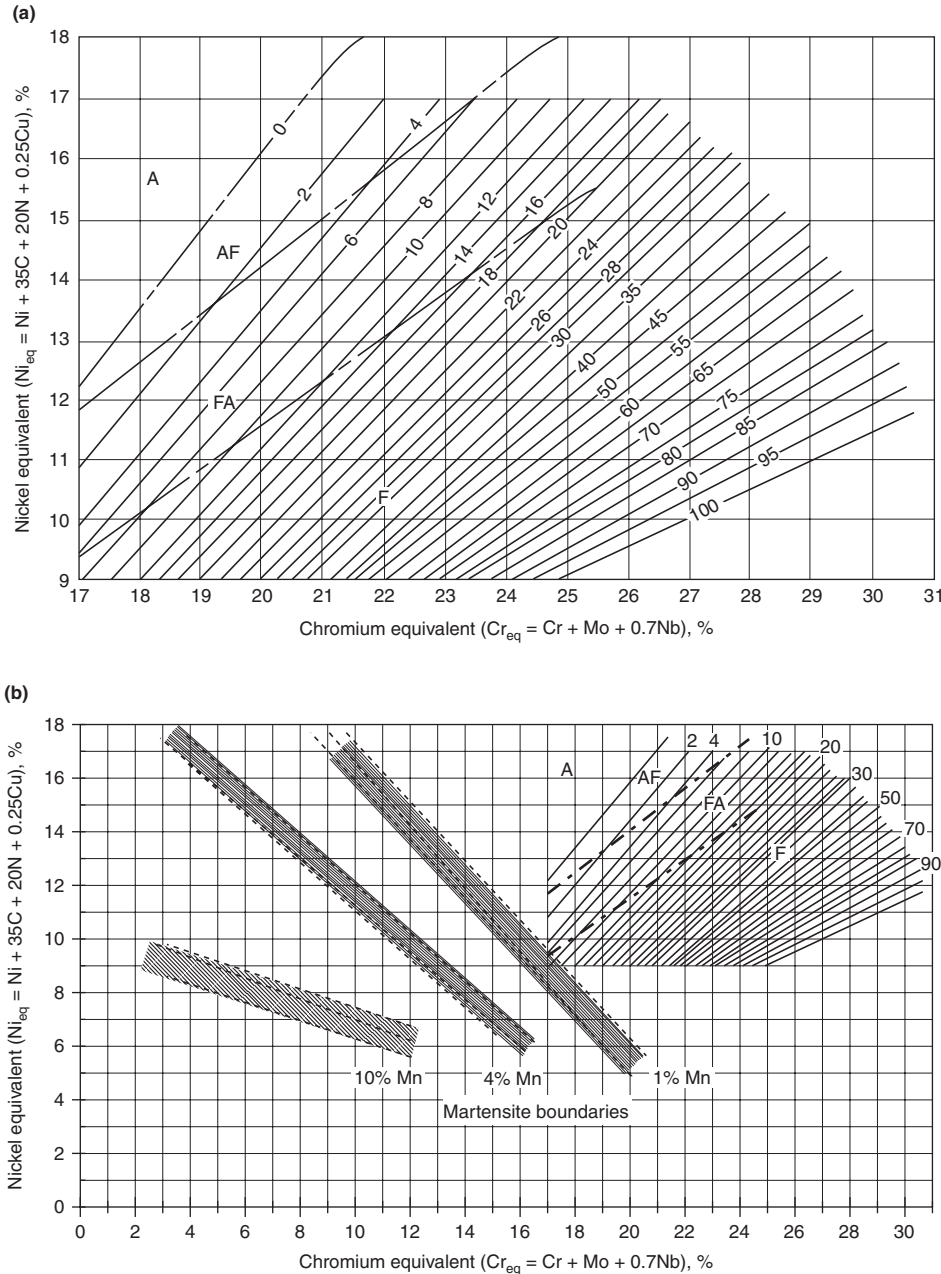 (a)
Nickel equivalent (Nieq = Ni + 35C + 20N + 0.25Cu), %
18
17
16
15
14
13
12
11
10
9
A
AF
FA
F
0
2
4
6
8
10
12
14
16
18
20
22
24
26
28
30
35
40
45
50
55
60
65
70
75
80
85
90
95
100
17 18 19 20 21 22 23 24 25 26 27 28 29 30 31
Chromium equivalent (Creq = Cr + Mo + 0.7Nb), %
(b)
Nickel equivalent (Nieq = Ni + 35C + 20N + 0.25Cu), %
18
16
14
12
10
8
6
4
2
0
A
AF
FA
F
2 4 10 20
30
50
70
90
10% Mn 4% Mn 1% Mn
Martensite boundaries
0 2 4 6 8 10 12 14 16 18 20 22 24 26 28 30
Chromium equivalent (Creq = Cr + Mo + 0.7Nb), %